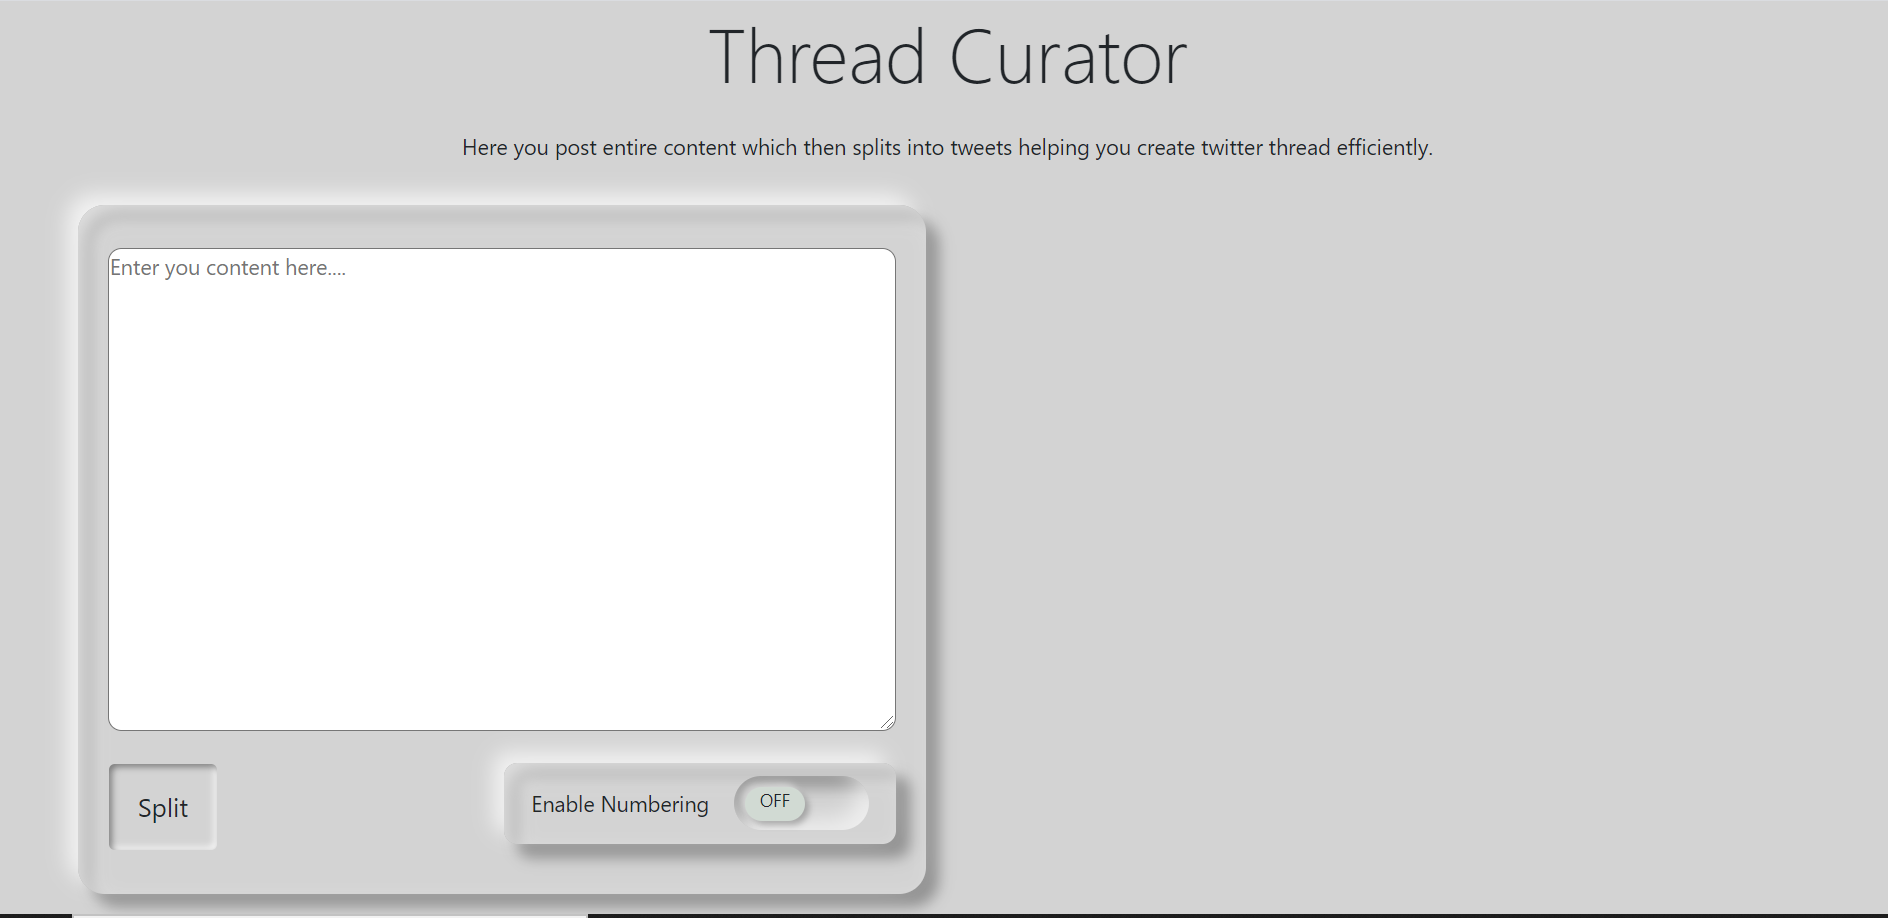 Thread Curator
Here you post entire content which then splits into tweets helping you create twitter thread efficiently.
Enter you content here....
Split
Enable Numbering
OFF